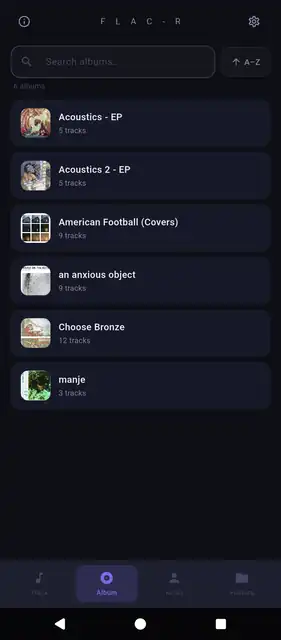 F L A C - R
Search albums...
A-Z
6 albums
Acoustics - EP
5 tracks
Acoustics 2 - EP
5 tracks
American Football (Covers)
9 tracks
an anxious object
9 tracks
Choose Bronze
12 tracks
manje
3 tracks
Album